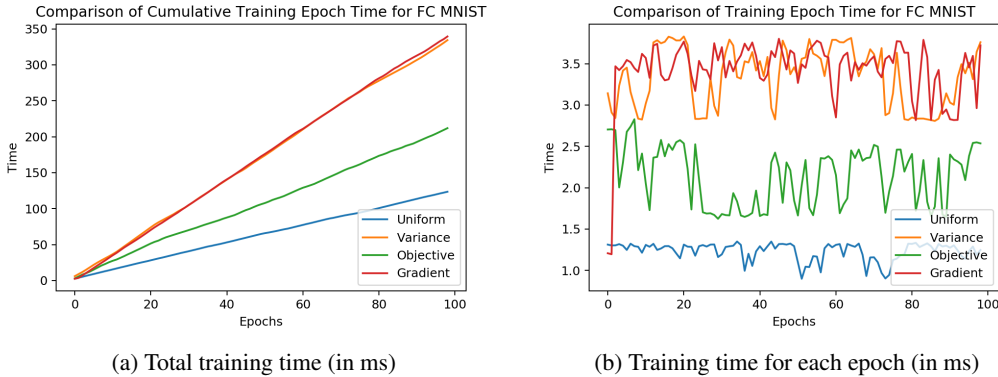 Comparison of Cumulative Training Epoch Time for FC MNIST
350
300
250
200
150
100
50
0
Time
0 20 40 60 80 100
Epochs
Uniform
Variance
Objective
Gradient
(a) Total training time (in ms)
Comparison of Training Epoch Time for FC MNIST
3.5
3.0
2.5
2.0
1.5
1.0
Time
0 20 40 60 80 100
Epochs
Uniform
Variance
Objective
Gradient
(b) Training time for each epoch (in ms)